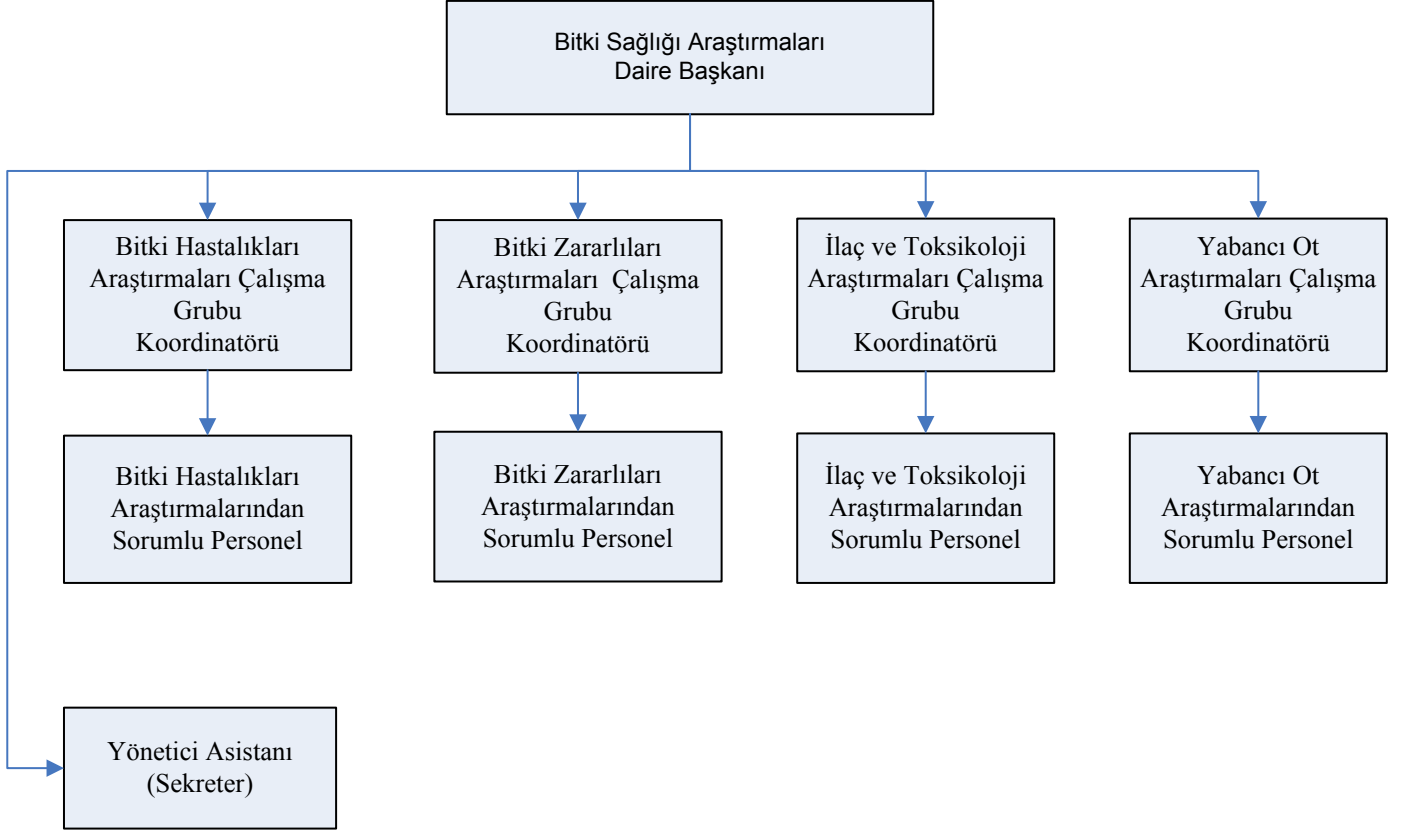 Bitki Sağlığı Araştırmaları
Daire Başkanı
Bitki Hastalıkları
Araştırmaları Çalışma
Grubu
Koordinatörü
Bitki Zararlıları
Araştırmaları Çalışma
Grubu
Koordinatörü
İlaç ve Toksikoloji
Araştırmaları Çalışma
Grubu
Koordinatörü
Yabancı Ot
Araştırmaları Çalışma
Grubu
Koordinatörü
Bitki Hastalıkları
Araştırmalarından
Sorumlu Personel
Bitki Zararlıları
Araştırmalarından
Sorumlu Personel
İlaç ve Toksikoloji
Araştırmalarından
Sorumlu Personel
Yabancı Ot
Araştırmalarından
Sorumlu Personel
Yönetici Asistanı
(Sekreter)